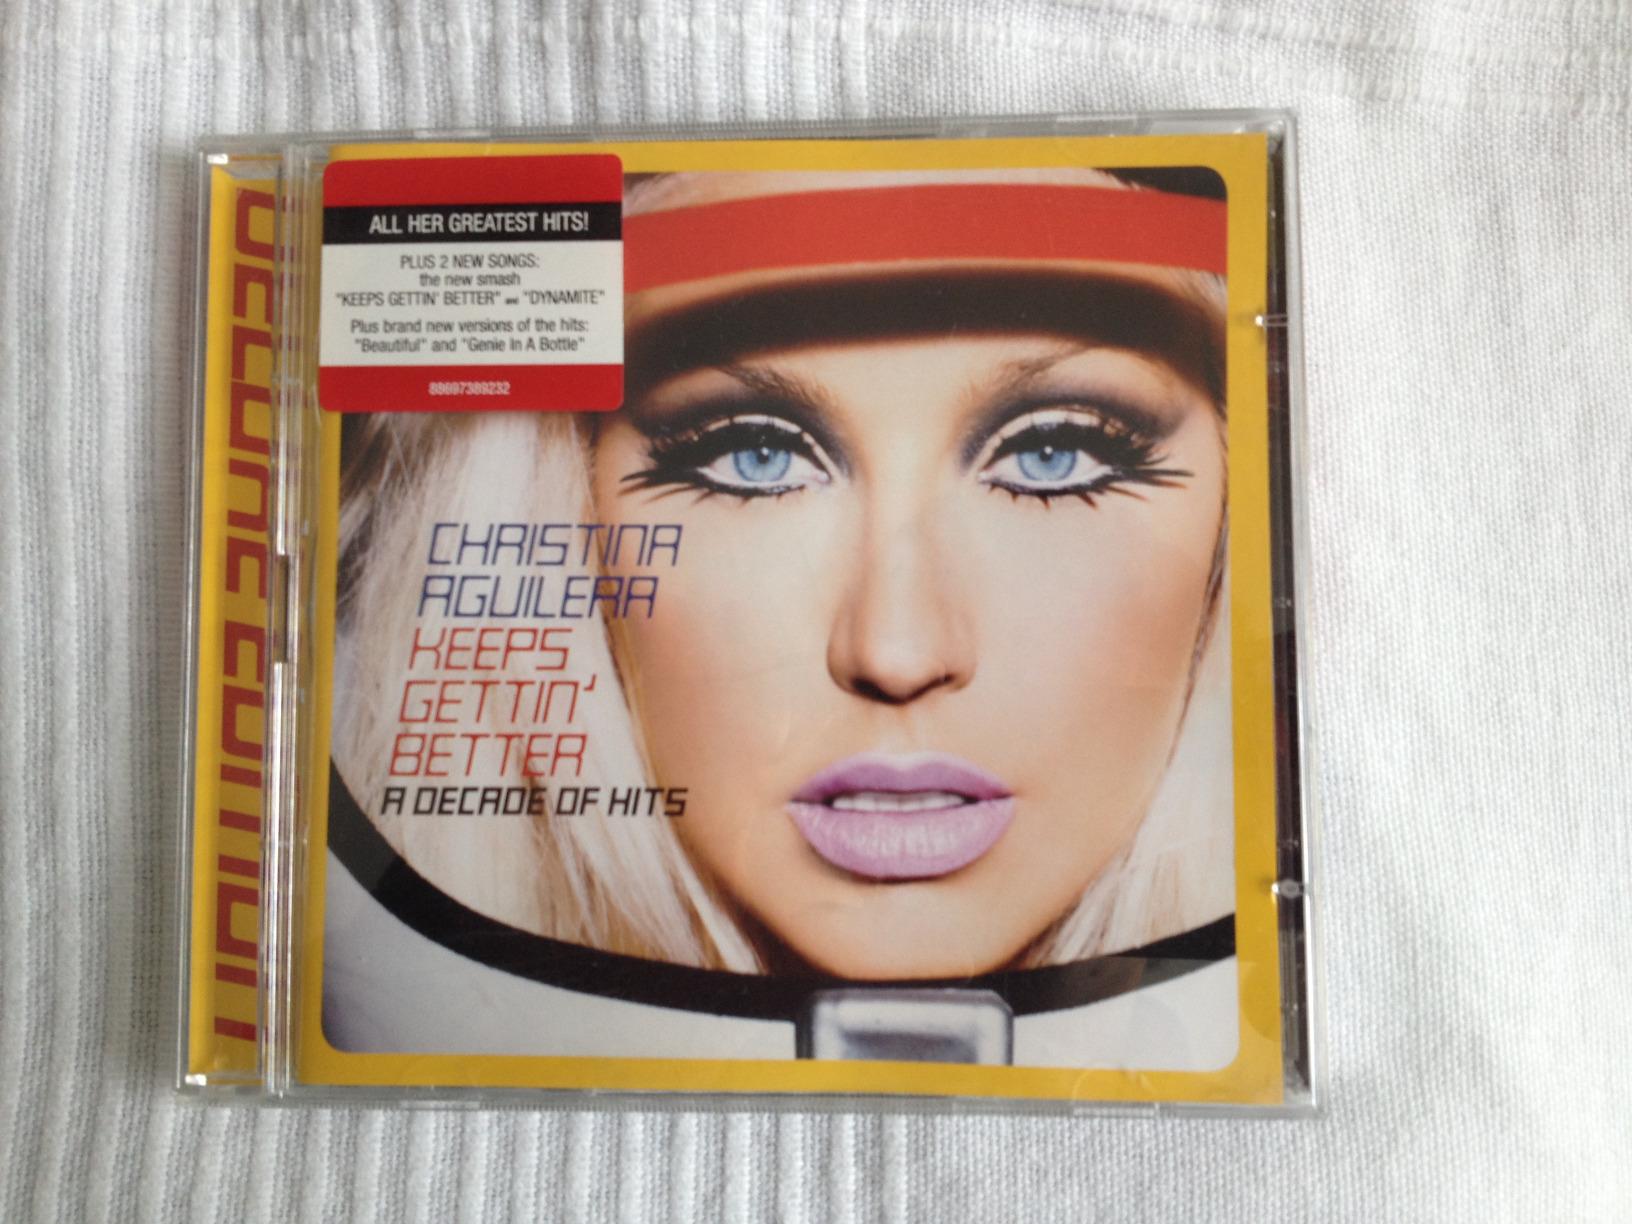 ALL HER GREATEST HITS!
PLUS 2 NEW SONGS:
the new smash
"KEEPS GETTIN' BETTER" and "DYNAMITE"
Plus brand new versions of the hits:
"Beautiful" and "Genie In A Bottle"
88697389232
CHRISTINA
AGUILERA
KEEPS
GETTIN'
BETTER
A DECADE OF HITS